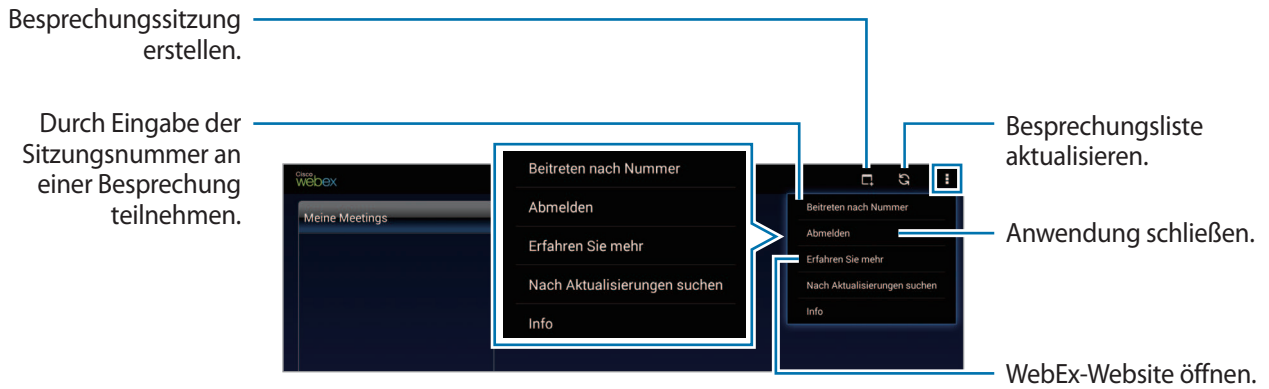 Besprechungssitzung
erstellen.
Durch Eingabe der
Sitzungsnummer an
einer Besprechung
teilnehmen.
Cisco
webex
Meine Meetings
Beitreten nach Nummer
Abmelden
Erfahren Sie mehr
Nach Aktualisierungen suchen
Info
Beitreten nach Nummer
Abmelden
Erfahren Sie mehr
Nach Aktualisierungen suchen
Info
Besprechungsliste
aktualisieren.
Anwendung schließen.
WebEx-Website öffnen.